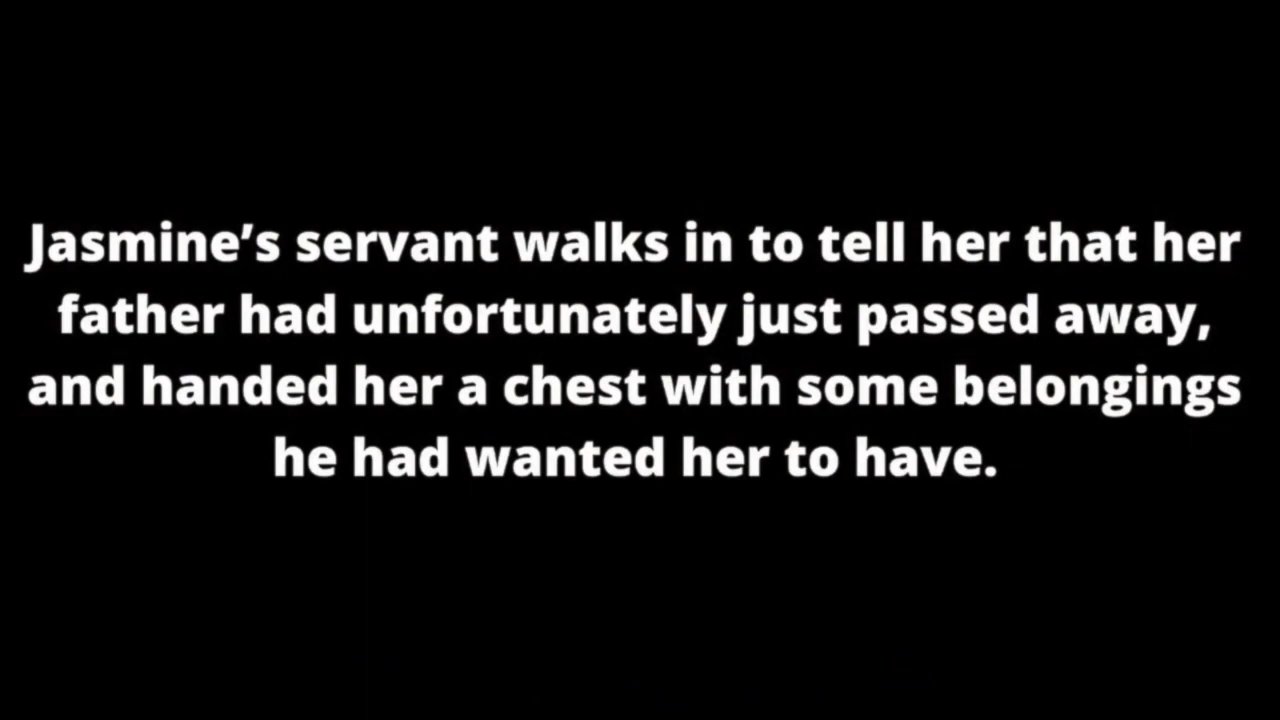 Jasmine’s servant walks in to tell her that her
father had unfortunately just passed away,
and handed her a chest with some belongings
he had wanted her to have.